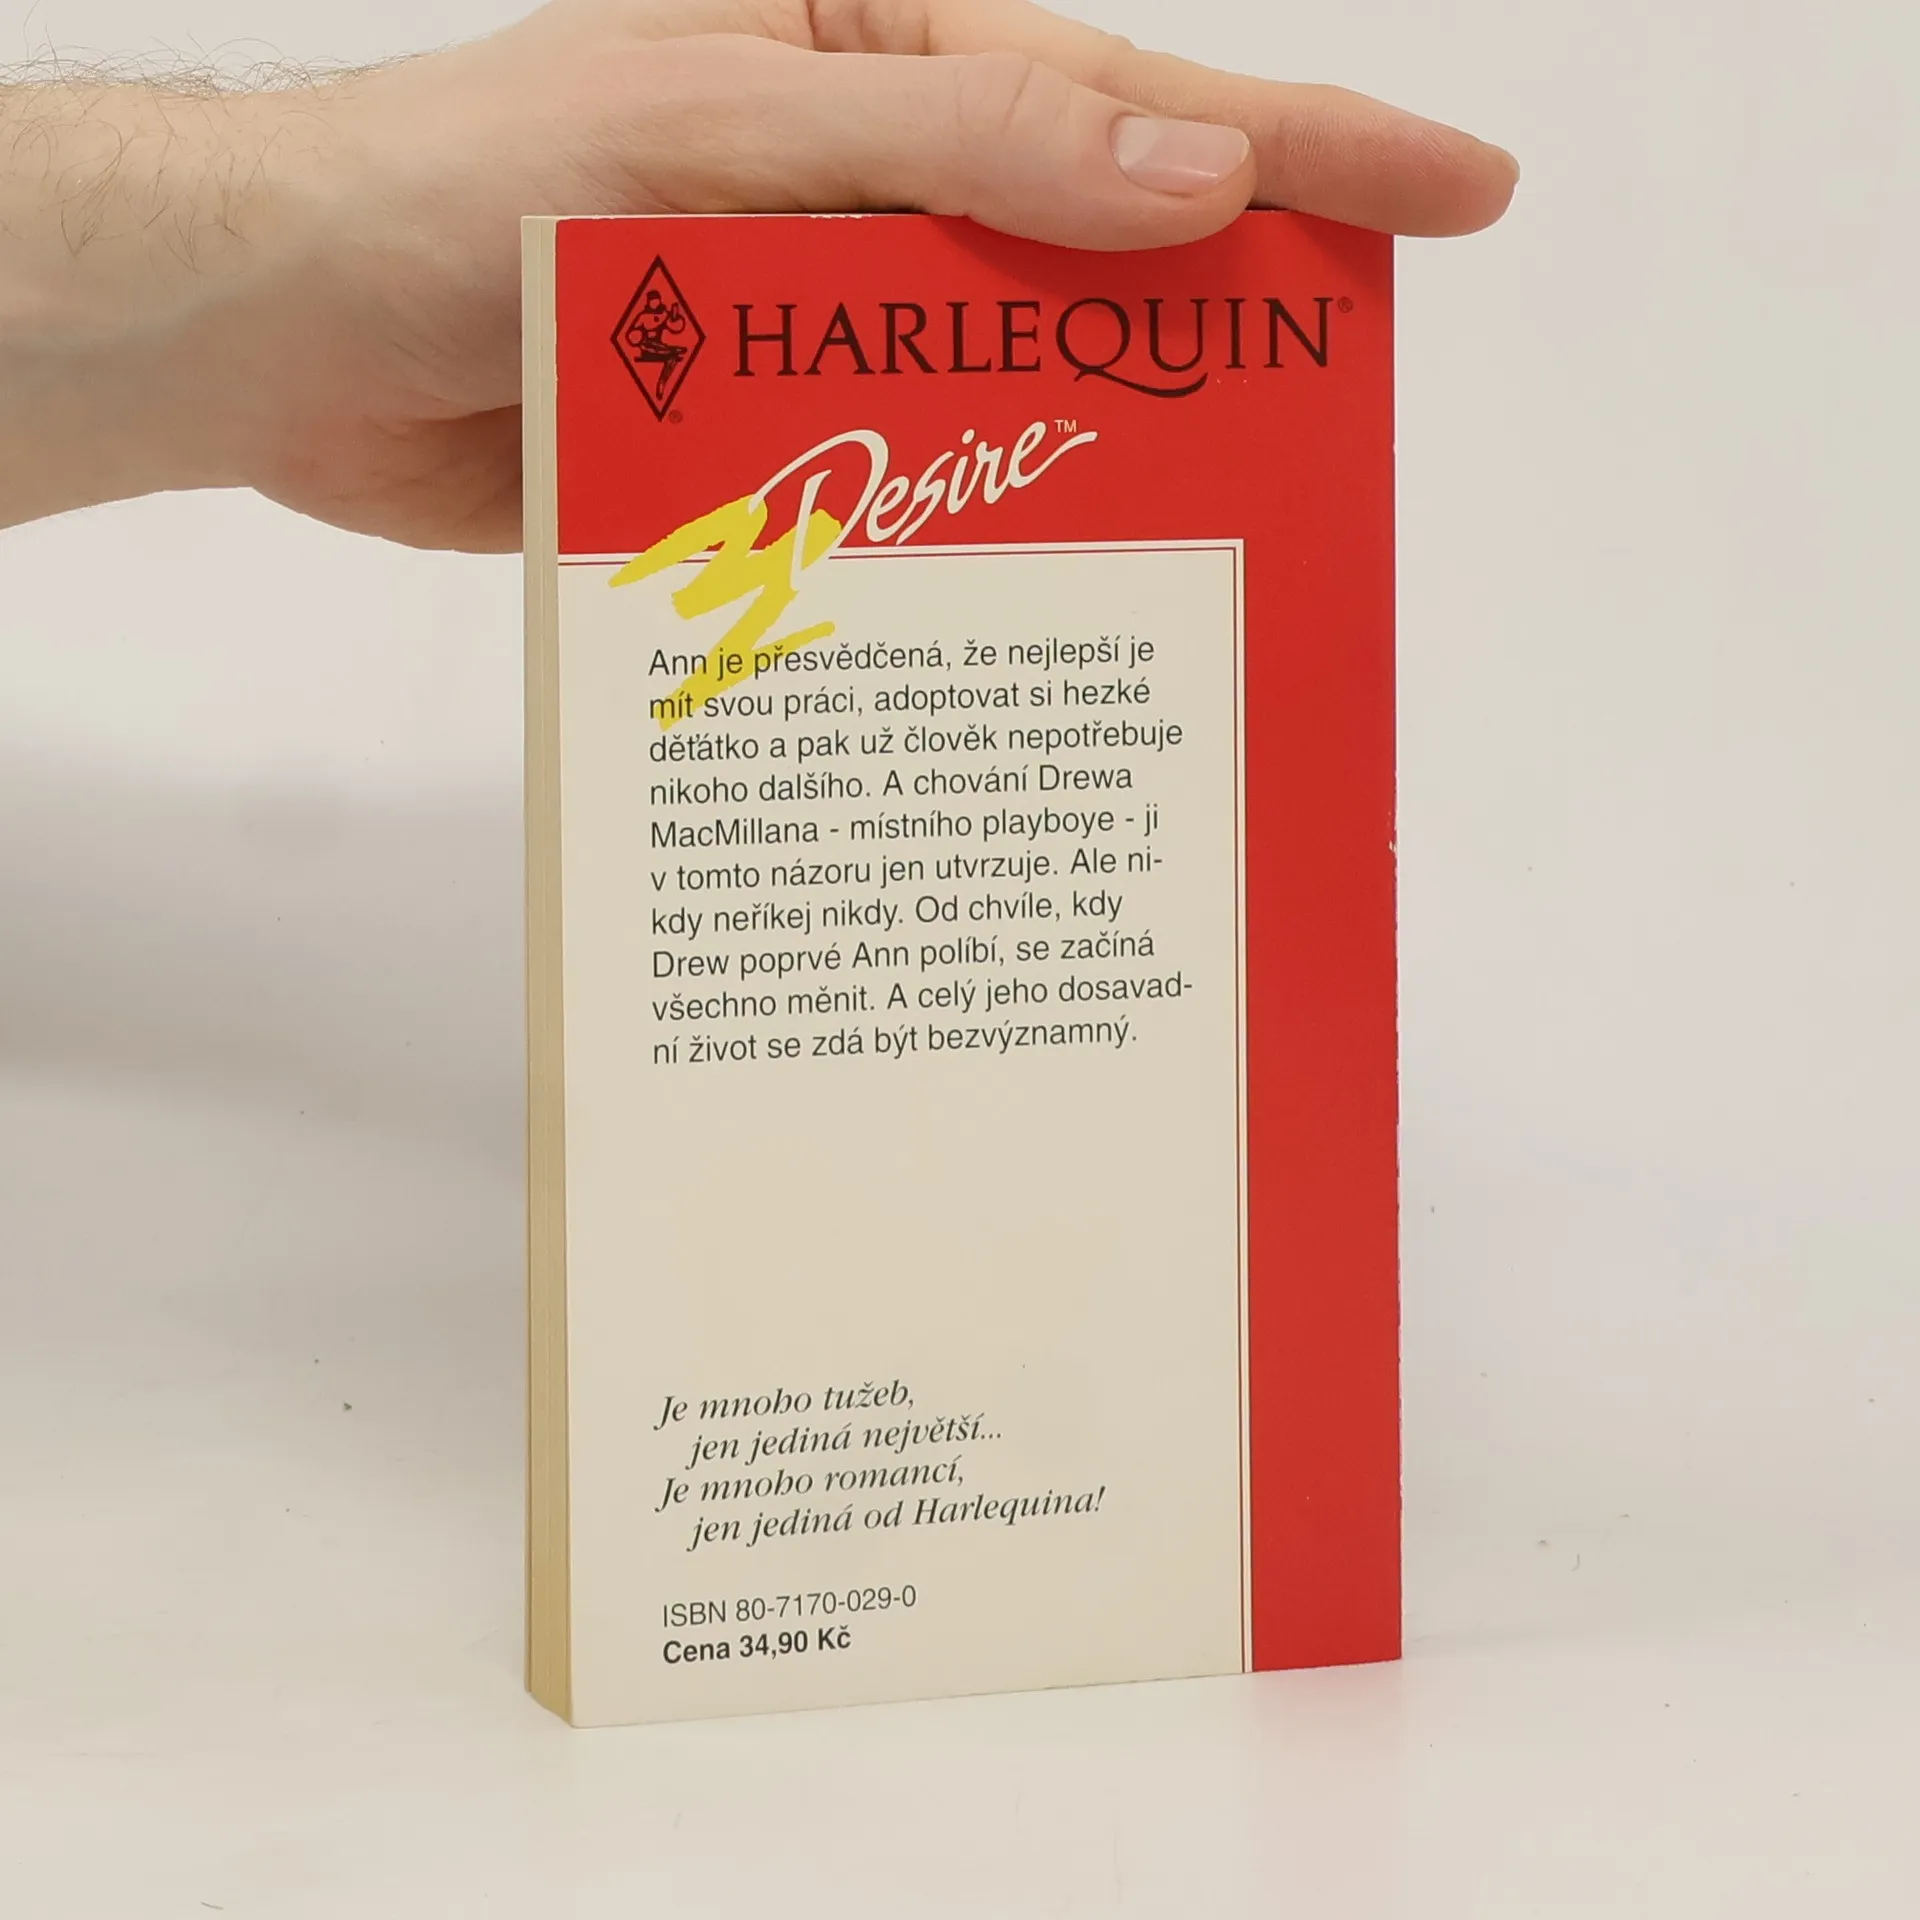 HARLEQUIN®
®
Desire™
Ann je přesvědčená, že nejlepší je
mít svou práci, adoptovat si hezké
děťátko a pak už člověk nepotřebuje
nikoho dalšího. A chování Drewa
MacMillana - místního playboye - ji
v tomto názoru jen utvrzuje. Ale ni-
kdy neříkej nikdy. Od chvíle, kdy
Drew poprvé Ann políbí, se začíná
všechno měnit. A celý jeho dosavad-
ní život se zdá být bezvýznamný.
Je mnoho tužeb,
jen jediná největší...
Je mnoho romancí,
jen jediná od Harlequina!
ISBN 80-7170-029-0
Cena 34,90 Kč